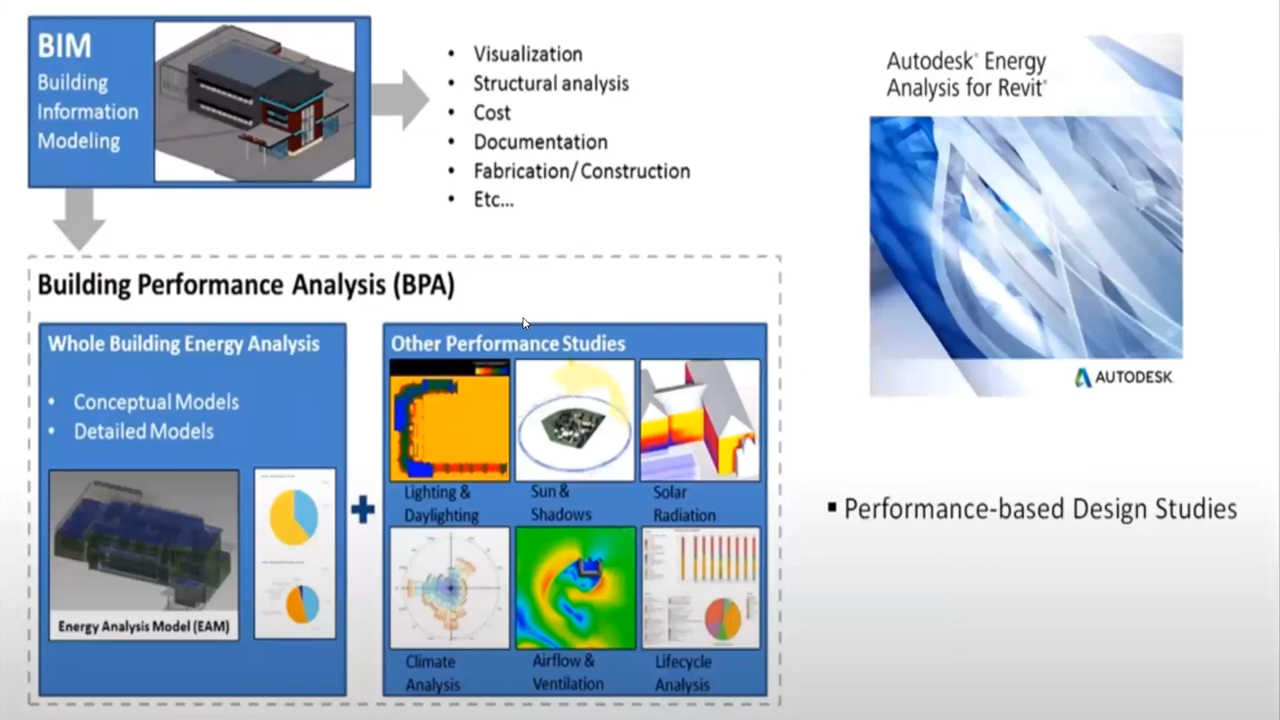 BIM
Building
Information
Modeling
• Visualization
• Structural analysis
• Cost
• Documentation
• Fabrication/Construction
• Etc...
Autodesk® Energy
Analysis for Revit®
AUTODESK
Building Performance Analysis (BPA)
Whole Building Energy Analysis
• Conceptual Models
• Detailed Models
Energy Analysis Model (EAM)
Other Performance Studies
Lighting &
Daylighting
Sun &
Shadows
Solar
Radiation
Climate
Analysis
Airflow &
Ventilation
Lifecycle
Analysis
▪ Performance-based Design Studies